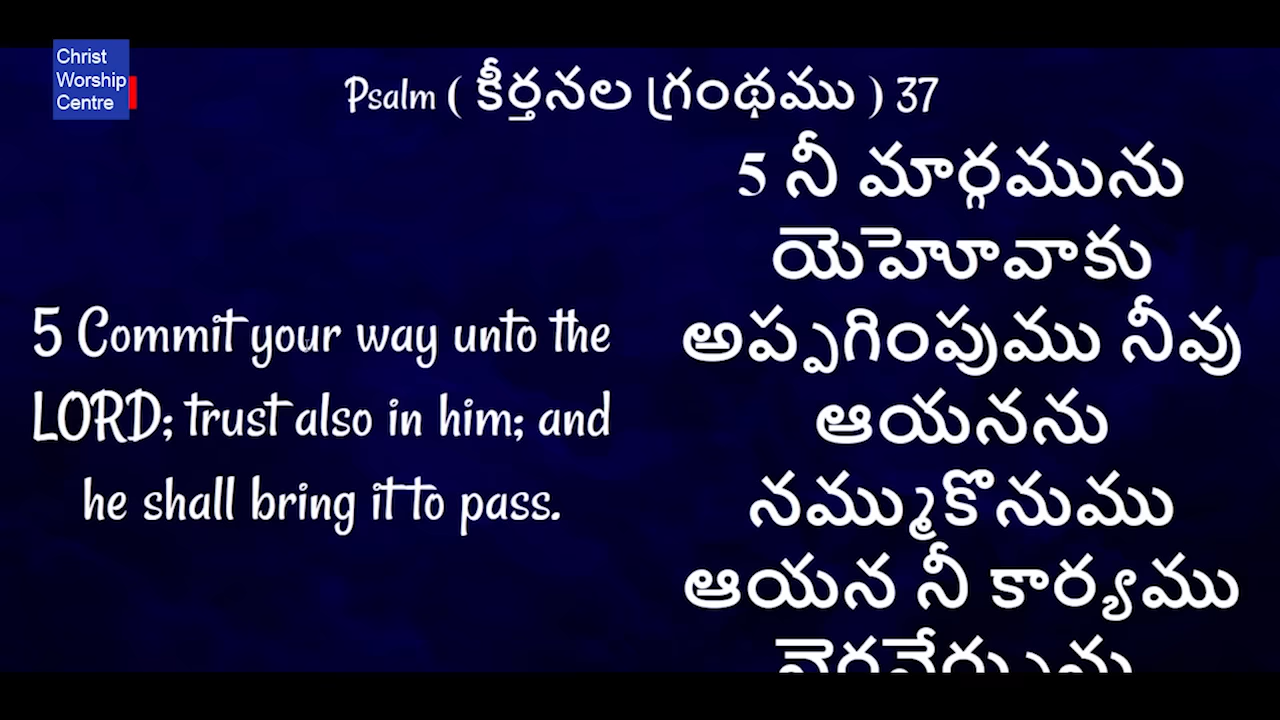 Christ
Worship
Centre
Psalm ( కీర్తనల గ్రంథము ) 37
5 Commit your way unto the
LORD; trust also in him; and
he shall bring it to pass.
5 నీ మార్గమును
యెహోవాకు
అప్పగింపుము నీవు
ఆయనను
నమ్ముకొనుము
ఆయన నీ కార్యము